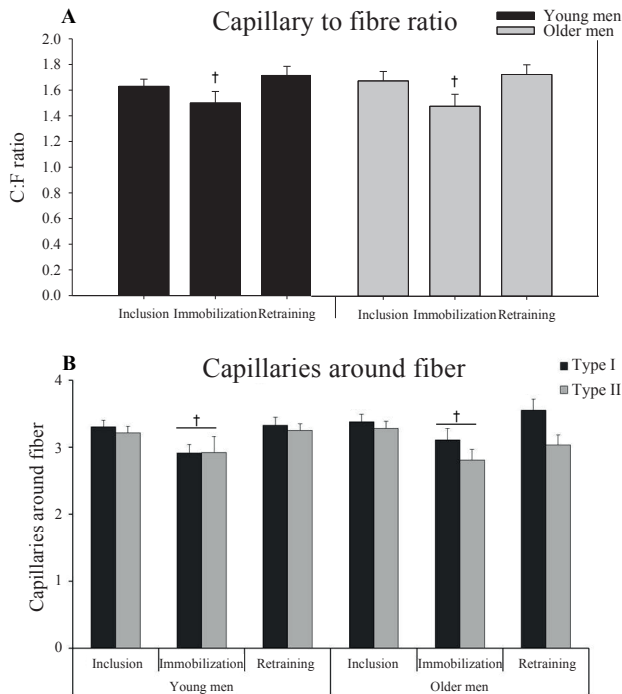 A
Capillary to fibre ratio
Young men
Older men
C:F ratio
2.0
1.8
1.6
1.4
1.2
1.0
0.8
0.6
0.4
0.2
0.0
† †
Inclusion Immobilization Retraining Inclusion Immobilization Retraining
B
Capillaries around fiber
Type I
Type II
Capillaries around fiber
4
3
2
1
0
† †
Inclusion Immobilization Retraining Inclusion Immobilization Retraining
Young men Older men